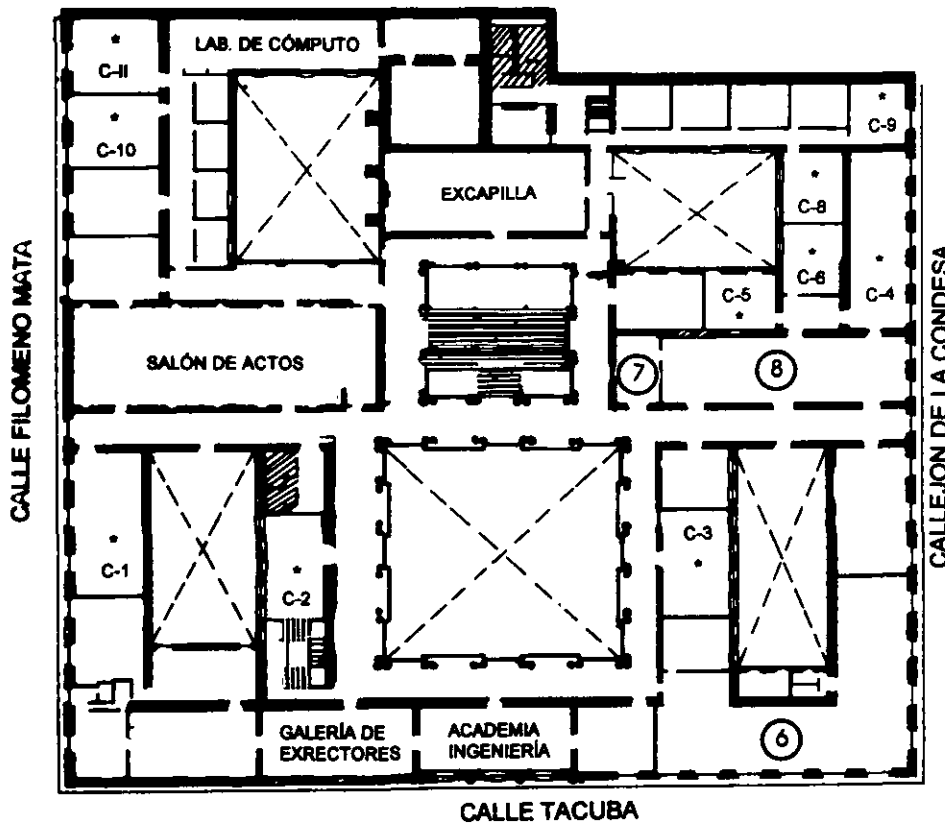 LAB. DE CÓMPUTO
C-11
C-10
C-9
EXCAPILLA
C-8
C-6
C-5
C-4
CALLE FILOMENO MATA
CALLEJON DE LA CONDESA
SALÓN DE ACTOS
7
8
C-1
C-2
C-3
GALERÍA DE
EXRECTORES
ACADEMIA
INGENIERÍA
6
CALLE TACUBA